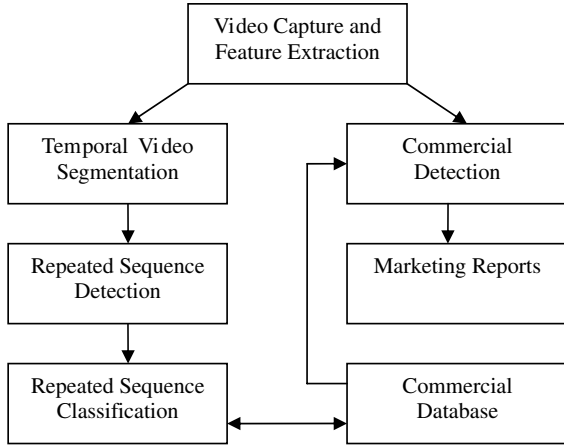 Video Capture and
Feature Extraction
Temporal Video
Segmentation
Commercial
Detection
Repeated Sequence
Detection
Marketing Reports
Repeated Sequence
Classification
Commercial
Database